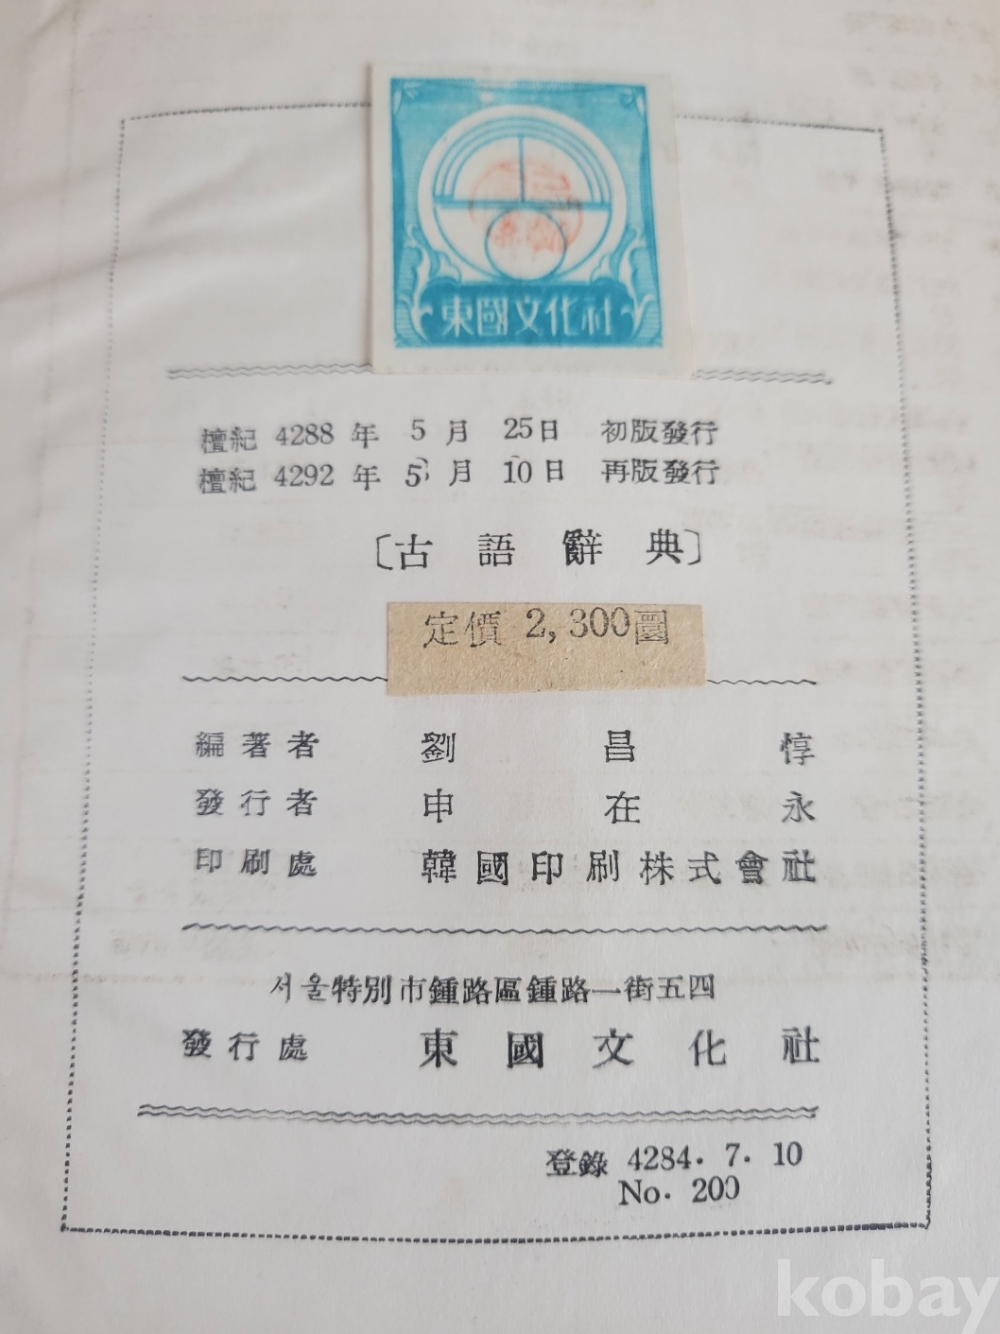 東國文化社
檀紀 4288 年 5 月 25日 初版發行
檀紀 4292 年 5 月 10日 再版發行
〔古語辭典〕
定價 2,300圜
編著者 劉昌惇
發行者 申在永
印刷處 韓國印刷株式會社
서울特別市鍾路區鍾路一街五四
發行處 東國文化社
登錄 4284. 7. 10
No. 200
kobay